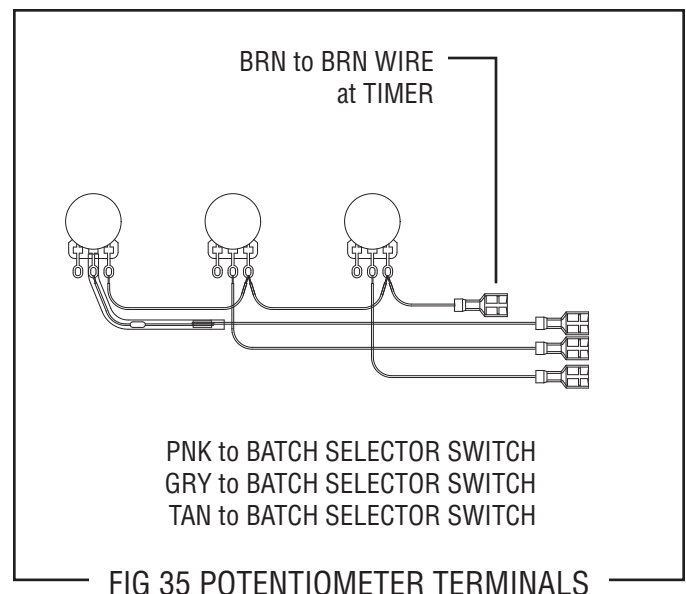 BRN to BRN WIRE
at TIMER
PNK to BATCH SELECTOR SWITCH
GRY to BATCH SELECTOR SWITCH
TAN to BATCH SELECTOR SWITCH
FIG 35 POTENTIOMETER TERMINALS